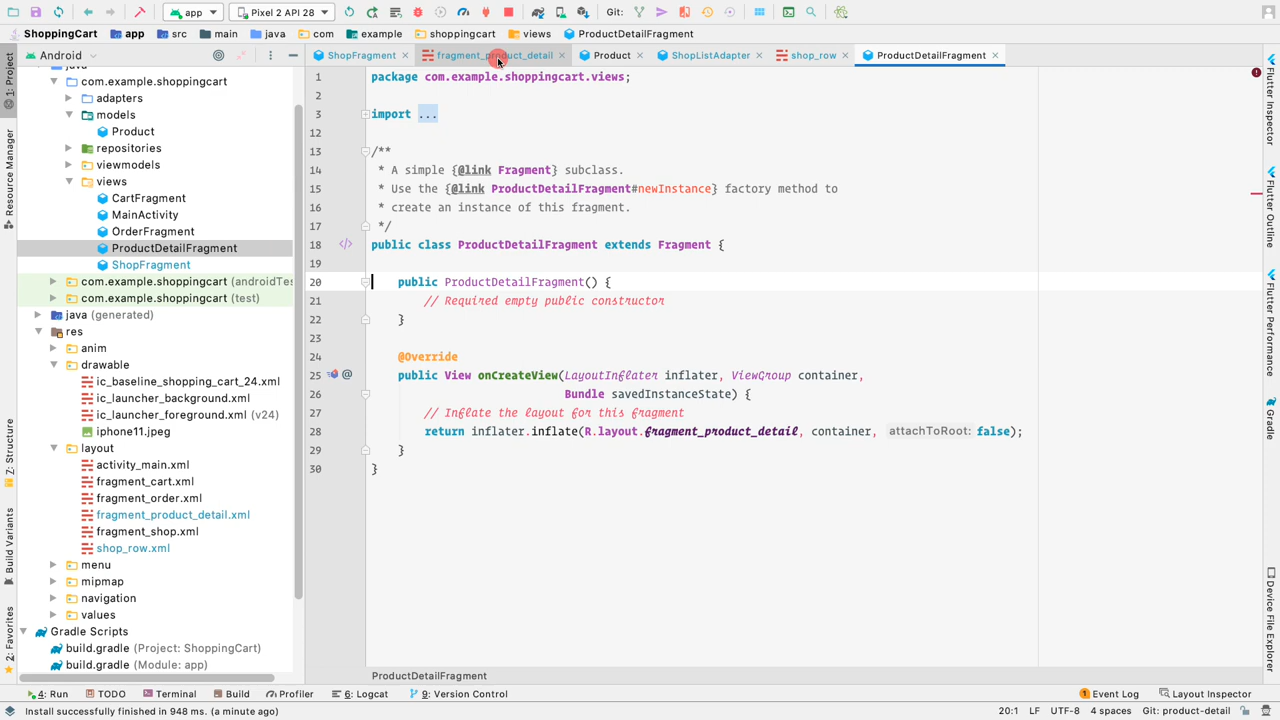 app
Pixel 2 API 28
Git:
ShoppingCart
app
src
main
java
com
example
shoppingcart
views
ProductDetailFragment
1: Project
Resource Manager
Z: Structure
Build Variants
2: Favorites
Android
java
com.example.shoppingcart
adapters
models
Product
repositories
viewmodels
views
CartFragment
MainActivity
OrderFragment
ProductDetailFragment
ShopFragment
com.example.shoppingcart (androidTes
com.example.shoppingcart (test)
java (generated)
res
anim
drawable
ic_baseline_shopping_cart_24.xml
ic_launcher_background.xml
ic_launcher_foreground.xml (v24)
iphone11.jpeg
layout
activity_main.xml
fragment_cart.xml
fragment_order.xml
fragment_product_detail.xml
fragment_shop.xml
shop_row.xml
menu
mipmap
navigation
values
Gradle Scripts
build.gradle (Project: ShoppingCart)
build.gradle (Module: app)
ShopFragment
fragment_product_detail
Product
ShopListAdapter
shop_row
ProductDetailFragment
1 package com.example.shoppingcart.views;
2
3 import ...
12
13 /**
14 * A simple {@link Fragment} subclass.
15 * Use the {@link ProductDetailFragment#newInstance} factory method to
16 * create an instance of this fragment.
17 */
18 public class ProductDetailFragment extends Fragment {
19
20 public ProductDetailFragment() {
21 // Required empty public constructor
22 }
23
24 @Override
25 public View onCreateView(LayoutInflater inflater, ViewGroup container,
26 Bundle savedInstanceState) {
27 // Inflate the layout for this fragment
28 return inflater.inflate(R.layout.fragment_product_detail, container, attachToRoot: false);
29 }
30 }
ProductDetailFragment
Flutter Inspector
Flutter Outline
Flutter Performance
Gradle
Device File Explorer
4: Run
TODO
Terminal
Build
Profiler
6: Logcat
9: Version Control
1 Event Log
Layout Inspector
Install successfully finished in 948 ms. (a minute ago)
20:1 LF UTF-8 4 spaces Git: product-detail